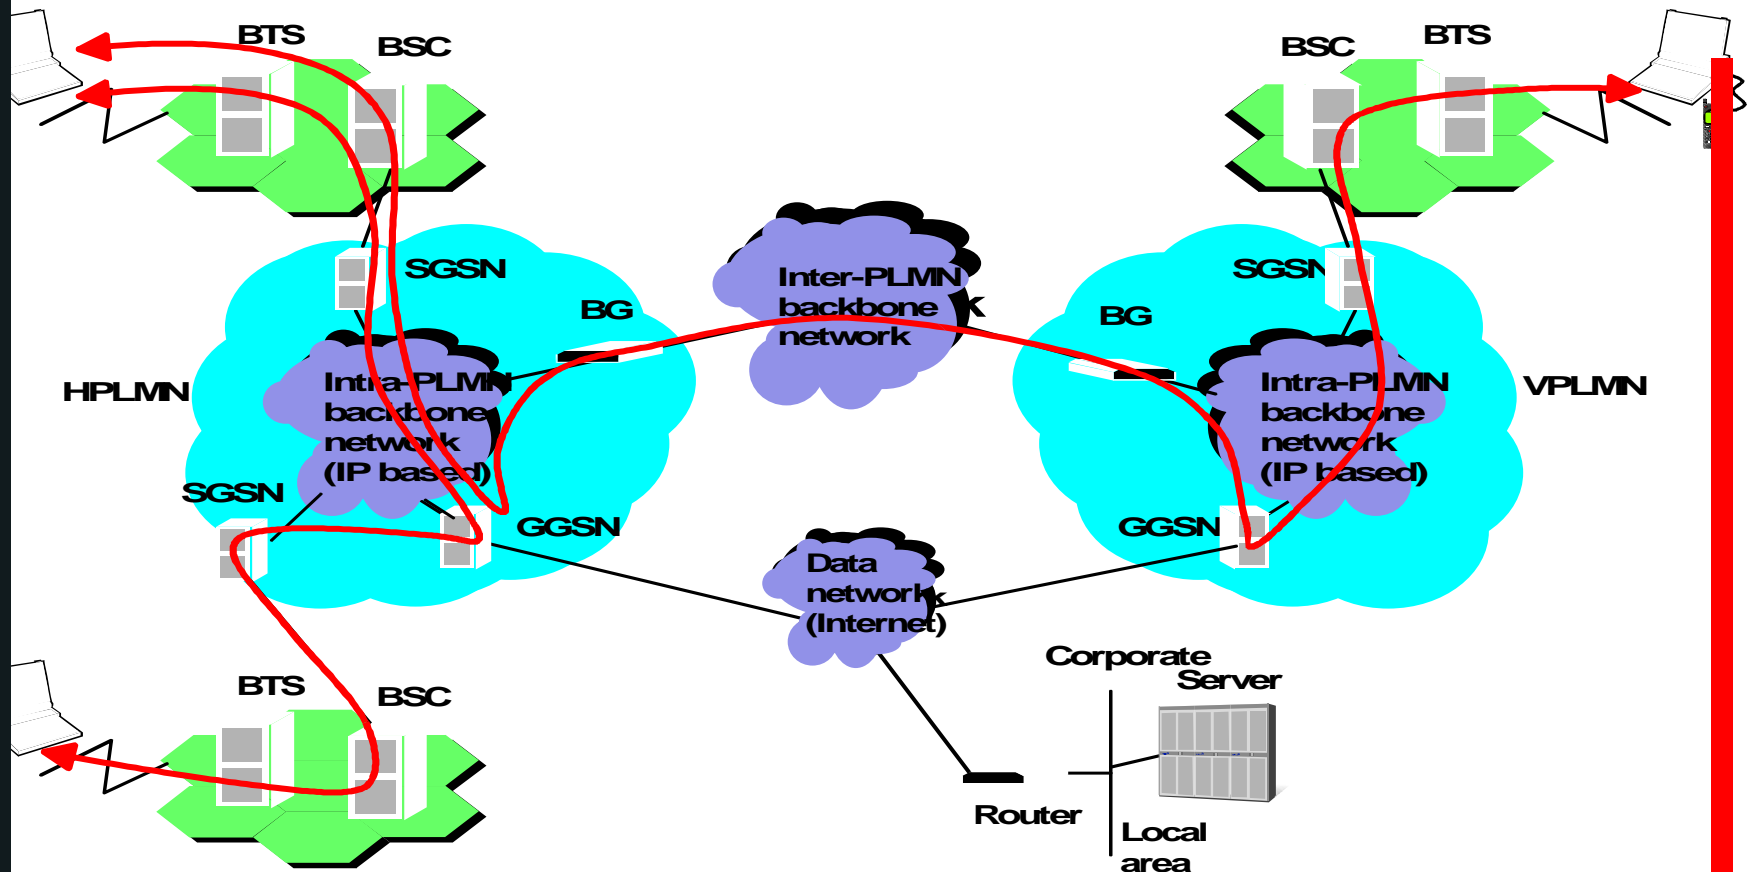 BTS
BSC
BSC
BTS
SGSN
BG
Inter-PLMN
backbone
network
k
SGSN
BG
HPLMN
Intra-PLMN
backbone
network
(IP based)
Intra-PLMN
backbone
network
(IP based)
VPLMN
SGSN
GGSN
GGSN
Data
network
(Internet)
k
BTS
BSC
Corporate
Server
Router
Local
area